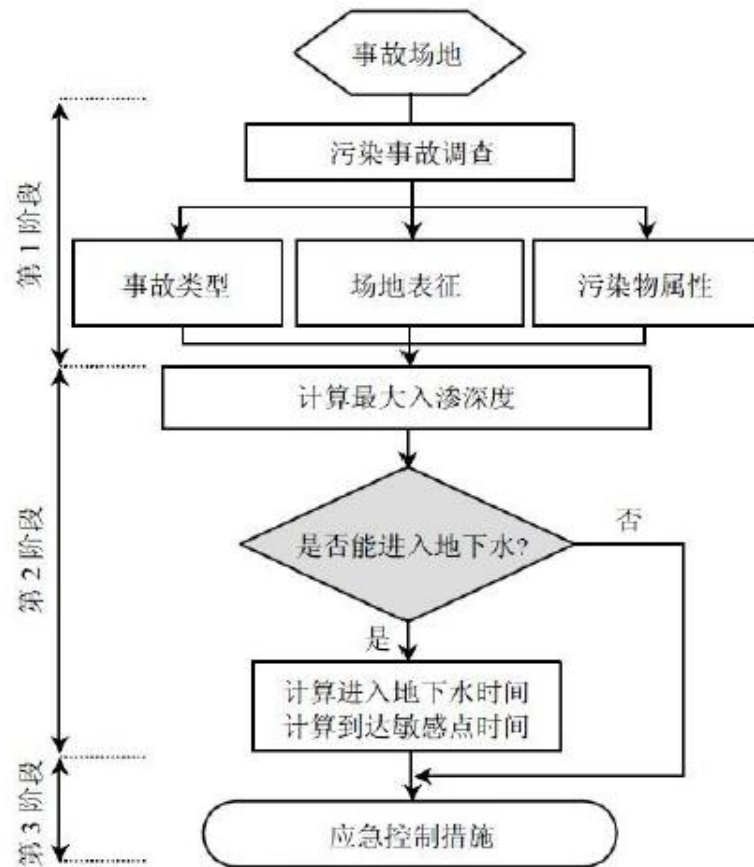 事故场地
第1阶段
污染事故调查
事故类型
场地表征
污染物属性
第2阶段
计算最大入渗深度
是否能进入地下水?
否
是
计算进入地下水时间
计算到达敏感点时间
第3阶段
应急控制措施